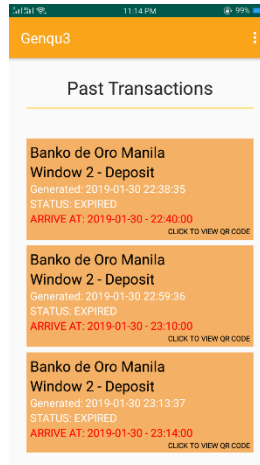 11:14 PM
99%
Genqu3
Past Transactions
Banko de Oro Manila
Window 2 - Deposit
Generated: 2019-01-30 22:38:35
STATUS: EXPIRED
ARRIVE AT: 2019-01-30 - 22:40:00
CLICK TO VIEW QR CODE
Banko de Oro Manila
Window 2 - Deposit
Generated: 2019-01-30 22:59:36
STATUS: EXPIRED
ARRIVE AT: 2019-01-30 - 23:10:00
CLICK TO VIEW QR CODE
Banko de Oro Manila
Window 2 - Deposit
Generated: 2019-01-30 23:13:37
STATUS: EXPIRED
ARRIVE AT: 2019-01-30 - 23:14:00
CLICK TO VIEW QR CODE